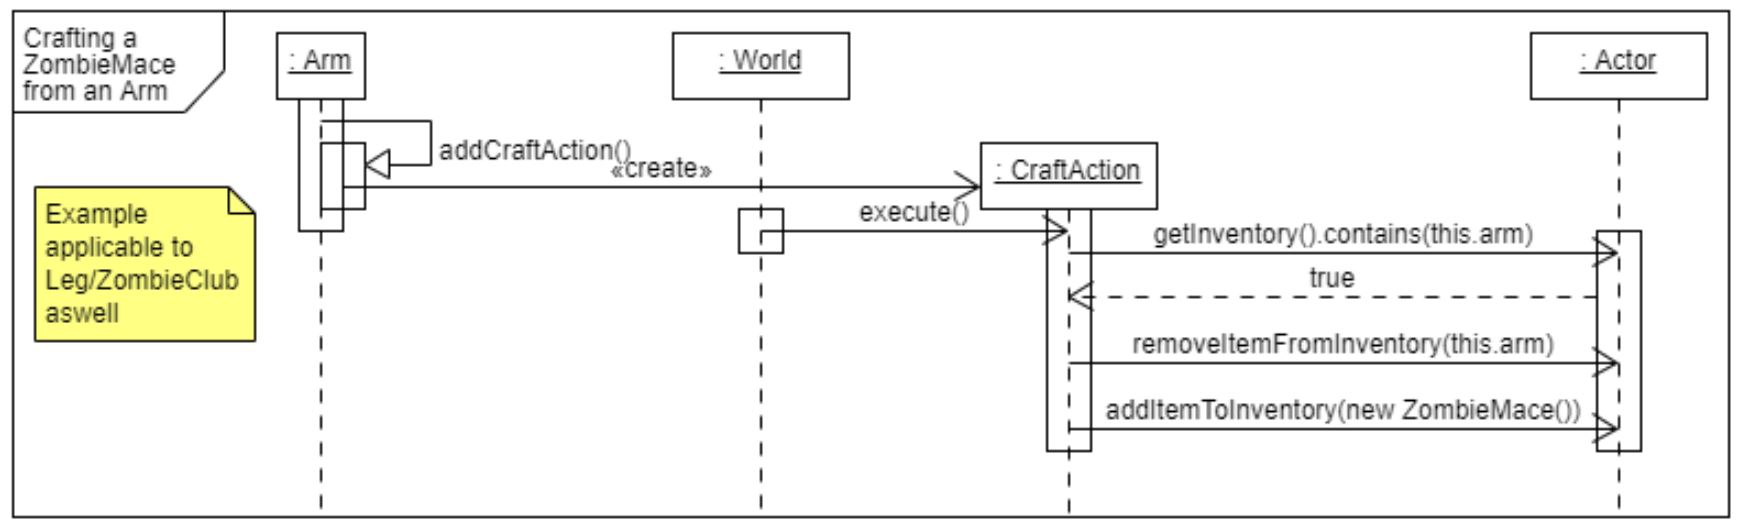 Crafting a
ZombieMace
from an Arm
: Arm
: World
: Actor
addCraftAction()
«create»
: CraftAction
Example
applicable to
Leg/ZombieClub
aswell
execute()
getInventory().contains(this.arm)
true
removeItemFromInventory(this.arm)
addItemToInventory(new ZombieMace())